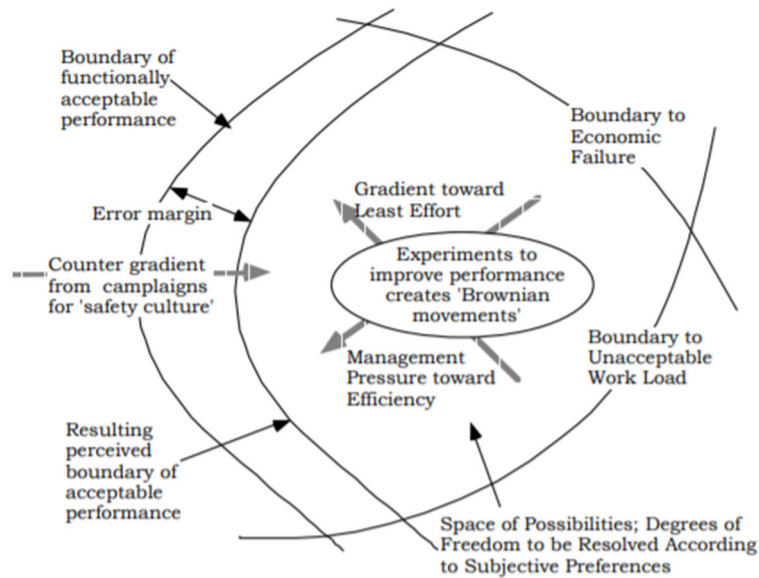 Boundary of
functionally
acceptable
performance
Boundary to
Economic
Failure
Gradient toward
Least Effort
Error margin
Experiments to
improve performance
creates 'Brownian
movements'
Counter gradient
from camplaigns
for 'safety culture'
Boundary to
Unacceptable
Work Load
Management
Pressure toward
Efficiency
Resulting
perceived
boundary of
acceptable
performance
Space of Possibilities; Degrees of
Freedom to be Resolved According
to Subjective Preferences